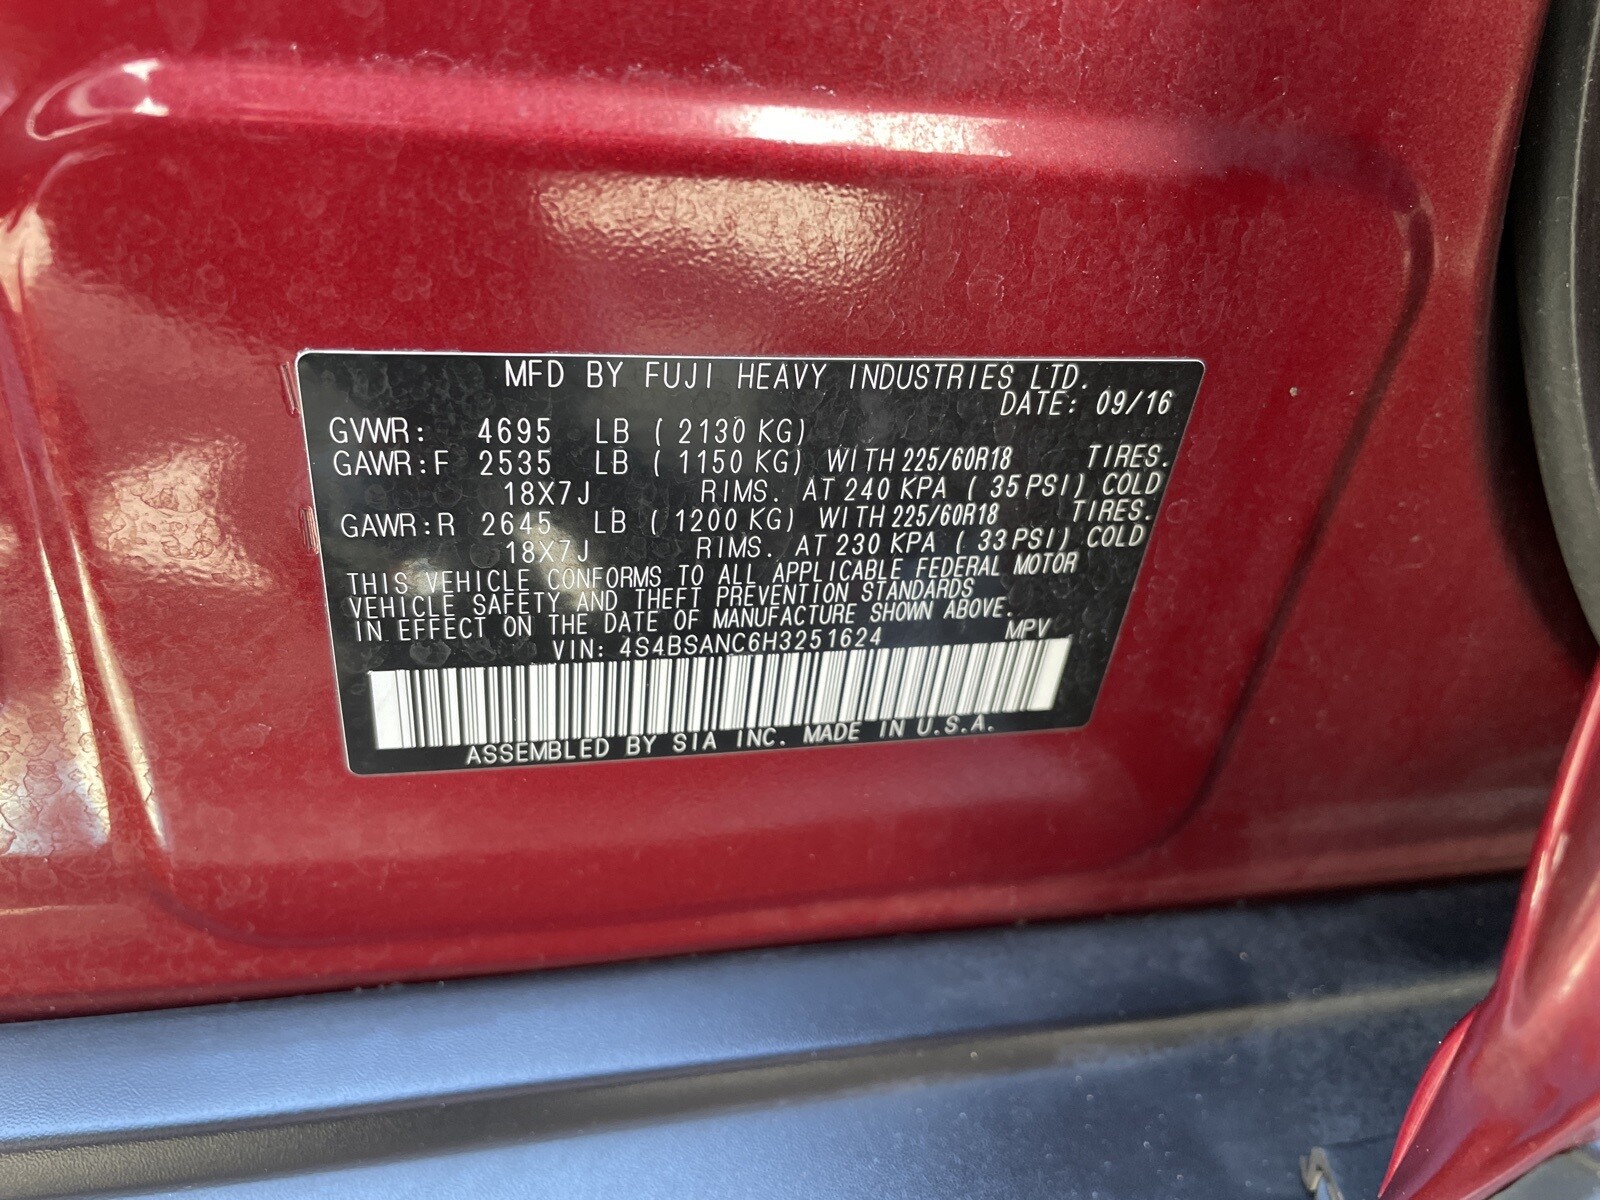 MFD BY FUJI HEAVY INDUSTRIES LTD.
DATE: 09/16
GVWR: 4695 LB ( 2130 KG)
GAWR:F 2535 LB ( 1150 KG) WITH 225/60R18 TIRES.
18X7J RIMS. AT 240 KPA ( 35 PSI) COLD
GAWR:R 2645 LB ( 1200 KG) WITH 225/60R18 TIRES.
18X7J RIMS. AT 230 KPA ( 33 PSI) COLD
THIS VEHICLE CONFORMS TO ALL APPLICABLE FEDERAL MOTOR
VEHICLE SAFETY AND THEFT PREVENTION STANDARDS
IN EFFECT ON THE DATE OF MANUFACTURE SHOWN ABOVE.
VIN: 4S4BSANC6H3251624 MPV
ASSEMBLED BY SIA INC. MADE IN U.S.A.